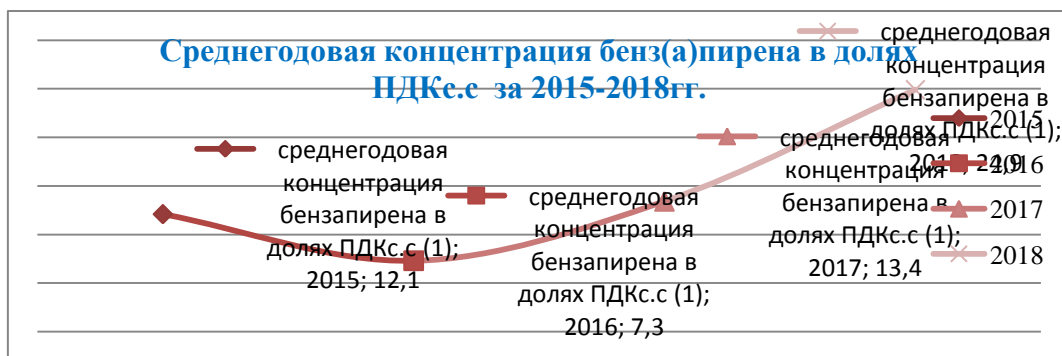 Среднегодовая концентрация бенз(а)пирена в долях
ПДКс.с за 2015-2018гг.
среднегодовая
концентрация
бензапирена в
долях ПДКс.с (1);
2015; 12,1
среднегодовая
концентрация
бензапирена в
долях ПДКс.с (1);
2016; 7,3
среднегодовая
концентрация
бензапирена в
долях ПДКс.с (1);
2017; 13,4
среднегодовая
концентрация
бензапирена в
долях ПДКс.с (1);
24,9
2015
2016
2017
2018